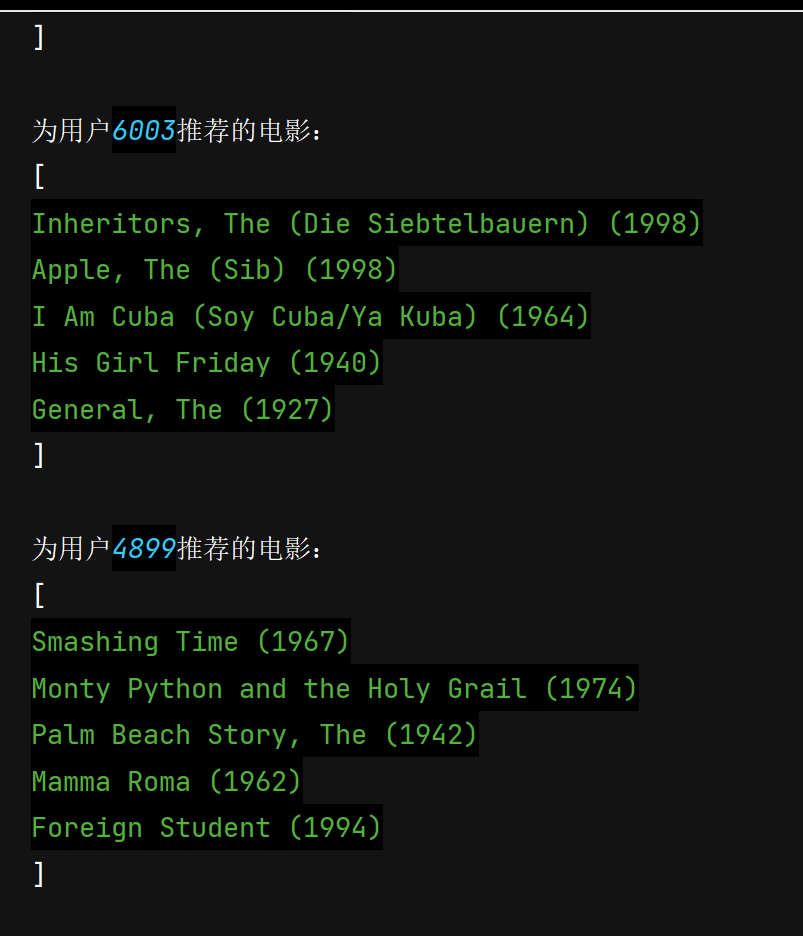 ]
为用户6003推荐的电影：
[
Inheritors, The (Die Siebtelbauern) (1998)
Apple, The (Sib) (1998)
I Am Cuba (Soy Cuba/Ya Kuba) (1964)
His Girl Friday (1940)
General, The (1927)
]
为用户4899推荐的电影：
[
Smashing Time (1967)
Monty Python and the Holy Grail (1974)
Palm Beach Story, The (1942)
Mamma Roma (1962)
Foreign Student (1994)
]